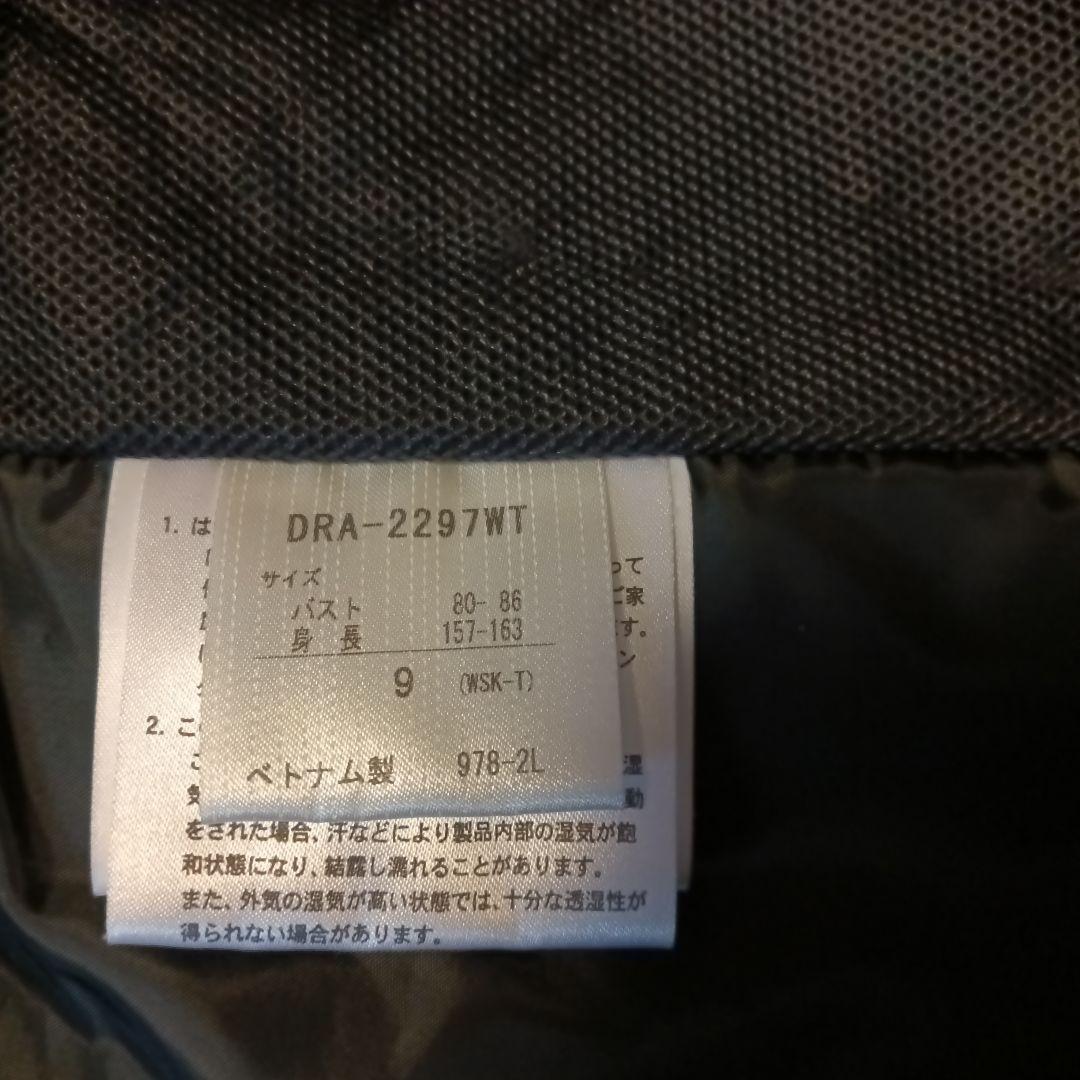 DRA-2297WT
サイズ
バスト 80- 86
身 長 157-163
9 (WSK-T)
ベトナム製 978-2L
1. は
って
ご家
ます。
ン
2. この
湿
気 動
をされた場合、汗などにより製品内部の湿気が飽
和状態になり、結露し濡れることがあります。
また、外気の湿気が高い状態では、十分な透湿性が
得られない場合があります。